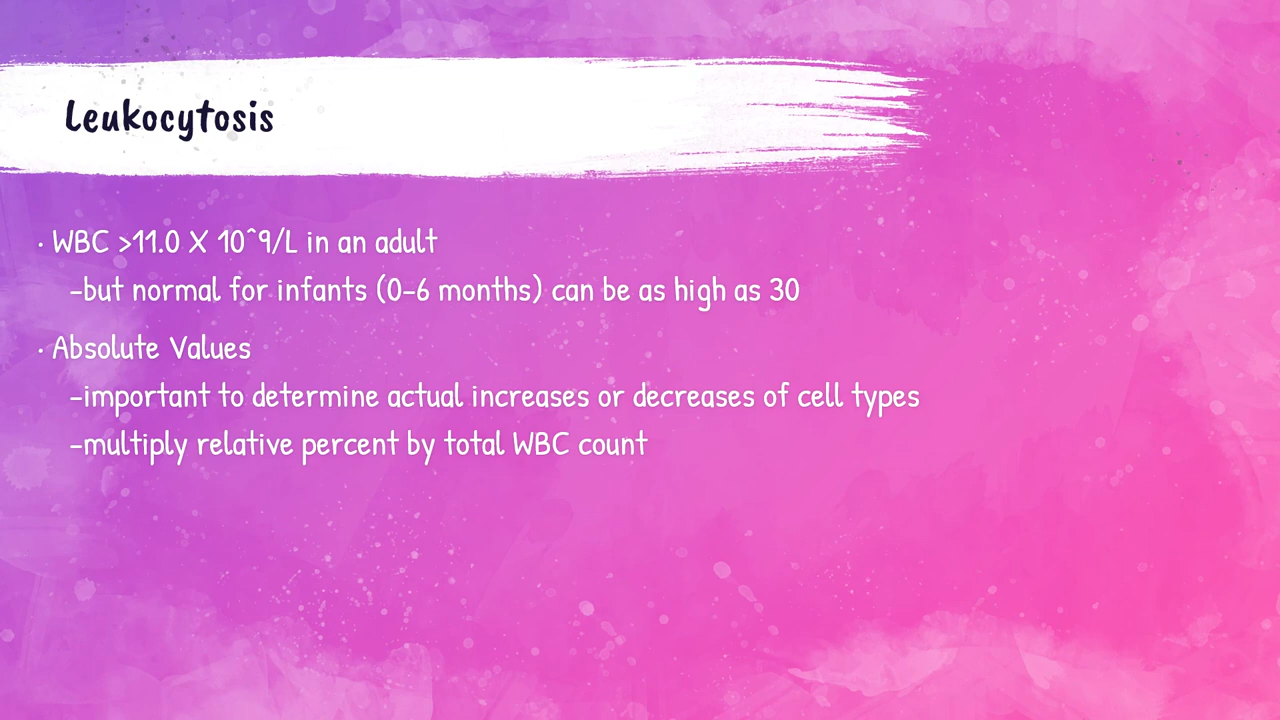 Leukocytosis
• WBC >11.0 X 10^9/L in an adult
–but normal for infants (0–6 months) can be as high as 30
• Absolute Values
–important to determine actual increases or decreases of cell types
–multiply relative percent by total WBC count